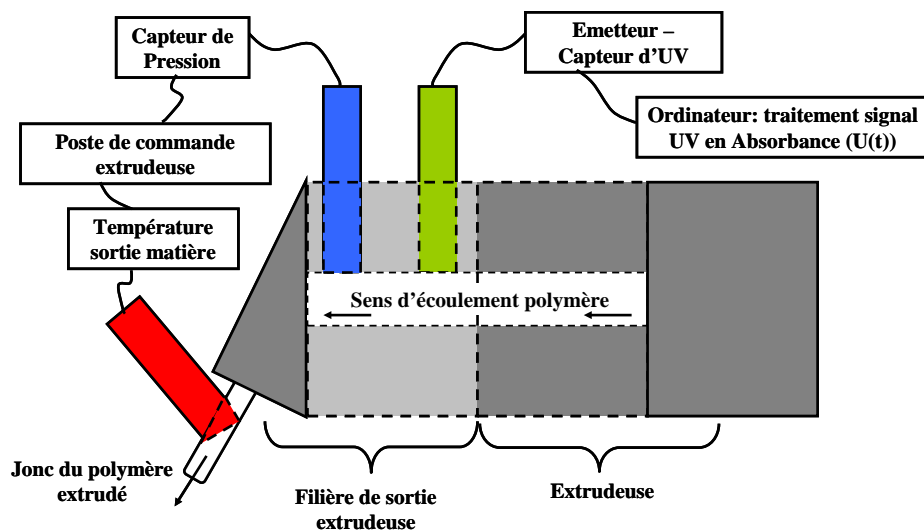 Capteur de
Pression
Emetteur –
Capteur d'UV
Ordinateur: traitement signal
UV en Absorbance (U(t))
Poste de commande
extrudeuse
Température
sortie matière
Sens d'écoulement polymère
Jonc du polymère
extrudé
Filière de sortie
extrudeuse
Extrudeuse